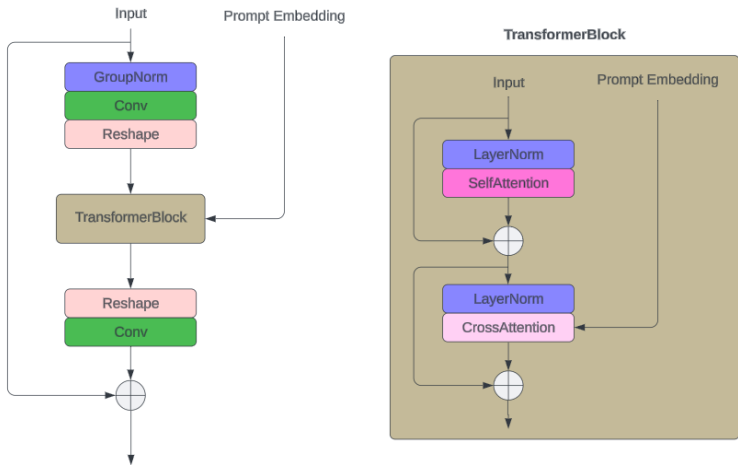 Input
Prompt Embedding
GroupNorm
Conv
Reshape
TransformerBlock
Reshape
Conv
TransformerBlock
Input
Prompt Embedding
LayerNorm
SelfAttention
LayerNorm
CrossAttention